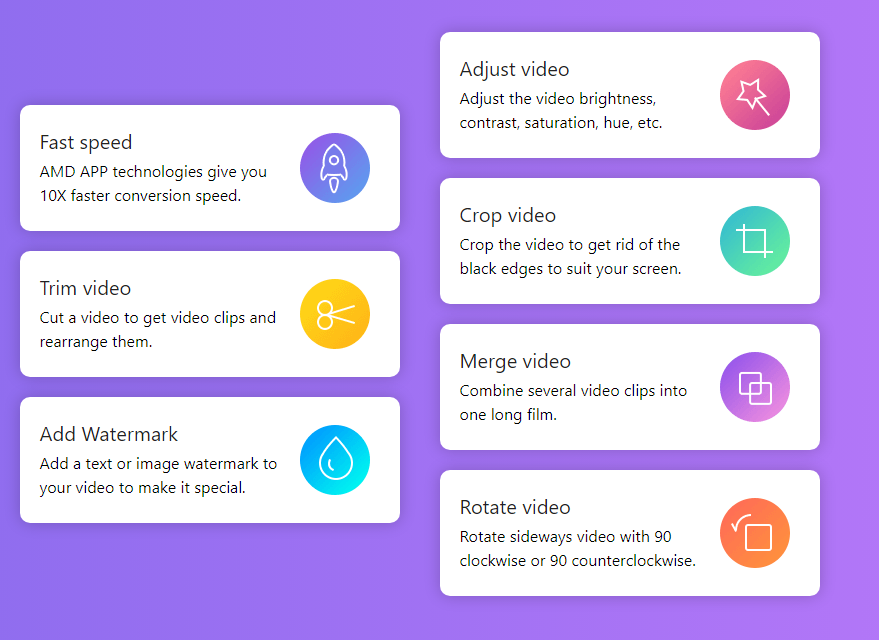 Fast speed
AMD APP technologies give you
10X faster conversion speed.
Trim video
Cut a video to get video clips and
rearrange them.
Add Watermark
Add a text or image watermark to
your video to make it special.
Adjust video
Adjust the video brightness,
contrast, saturation, hue, etc.
Crop video
Crop the video to get rid of the
black edges to suit your screen.
Merge video
Combine several video clips into
one long film.
Rotate video
Rotate sideways video with 90
clockwise or 90 counterclockwise.